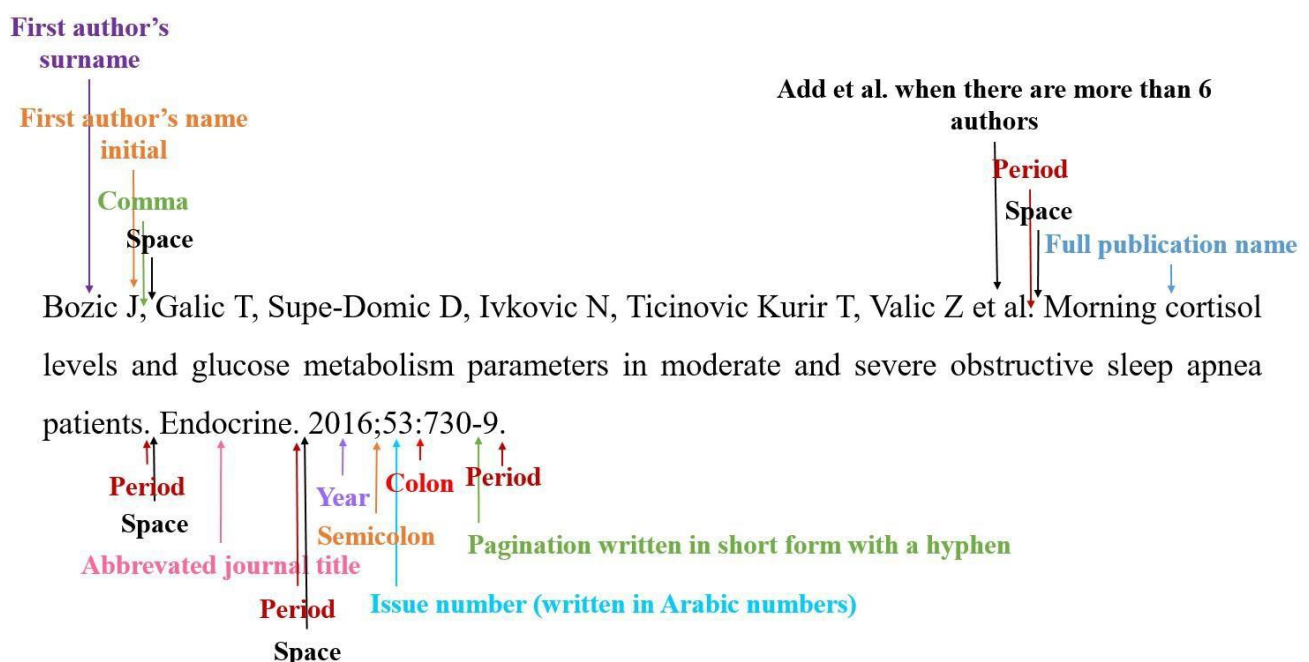 First author’s
surname
Add et al. when there are more than 6
authors
First author’s name
initial
Period
Comma
Space
Space
Full publication name
Bozic J, Galic T, Supe-Domic D, Ivkovic N, Ticinovic Kurir T, Valic Z et al. Morning cortisol
levels and glucose metabolism parameters in moderate and severe obstructive sleep apnea
patients. Endocrine. 2016;53:730-9.
Period
Year
Colon
Period
Space
Semicolon
Pagination written in short form with a hyphen
Abbrevated journal title
Period
Issue number (written in Arabic numbers)
Space